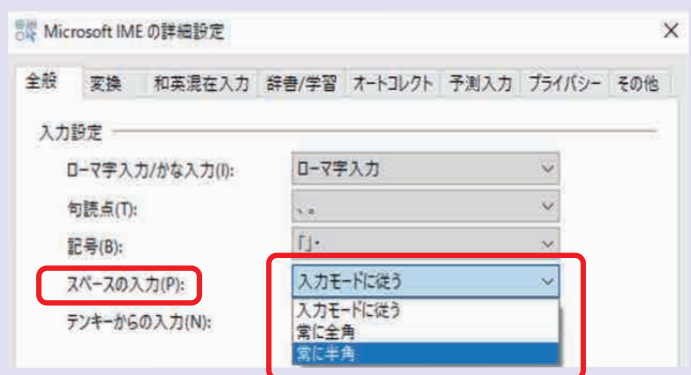 Microsoft IME の詳細設定
全般 変換 和英混在入力 辞書/学習 オートコレクト 予測入力 プライバシー その他
入力設定
ローマ字入力/かな入力(I): ローマ字入力
句読点(T): 、。
記号(B): 「」・
スペースの入力(P): 入力モードに従う
入力モードに従う
テンキーからの入力(N): 常に全角
常に半角